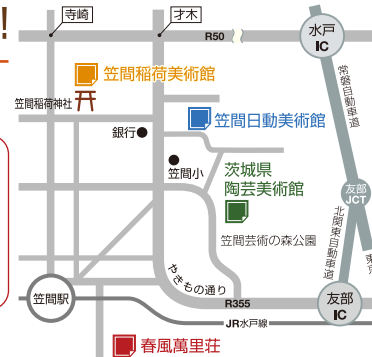 !
寺崎
才木
R50
水戸
IC
笠間稲荷美術館
笠間稲荷神社
常磐自動車道
笠間日動美術館
銀行
笠間小
茨城県
陶芸美術館
友部
JCT
笠間芸術の森公園
北関東自動車道
東
やきもの通り
笠間駅
R355
友部
IC
JR水戸線
春風萬里荘